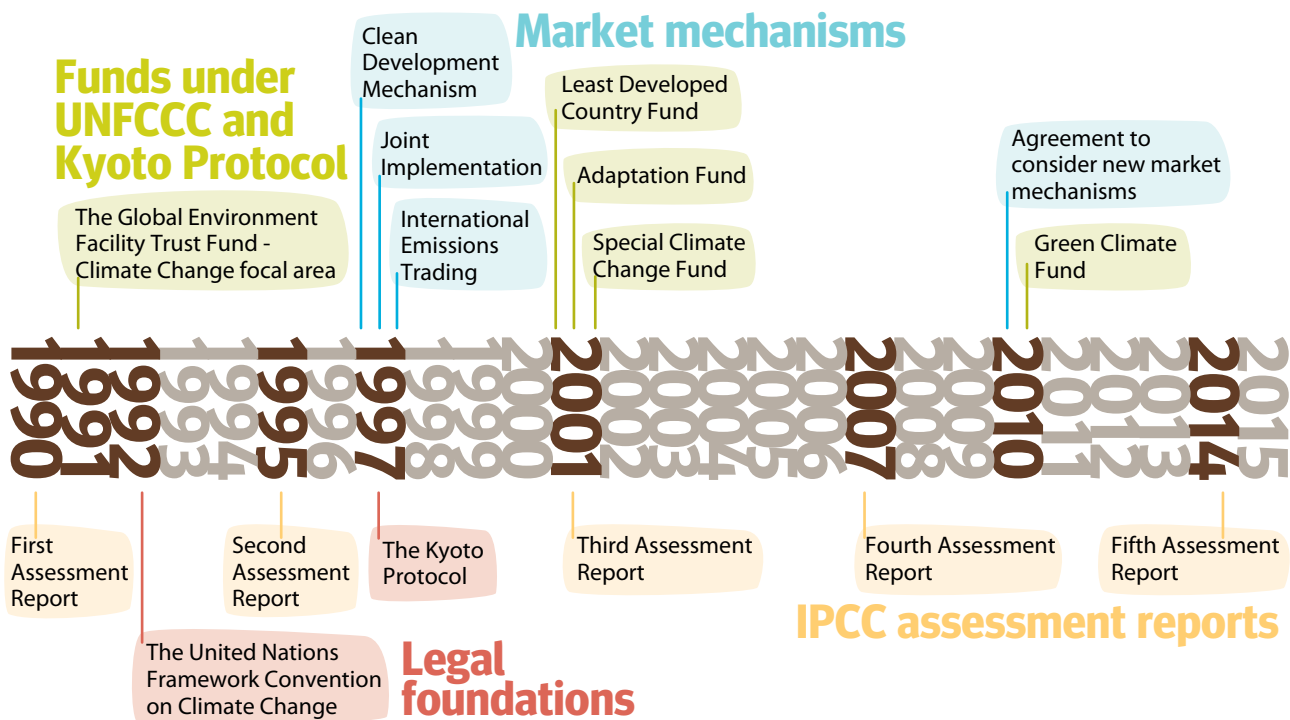 Market mechanisms
Clean
Development
Mechanism
Joint
Implementation
International
Emissions
Trading
Agreement to
consider new market
mechanisms
Funds under
UNFCCC and
Kyoto Protocol
The Global Environment
Facility Trust Fund -
Climate Change focal area
Least Developed
Country Fund
Adaptation Fund
Special Climate
Change Fund
Green Climate
Fund
1990
1991
1992
1993
1994
1995
1996
1997
1998
1999
2000
2001
2002
2003
2004
2005
2006
2007
2008
2009
2010
2011
2012
2013
2014
2015
First
Assessment
Report
Second
Assessment
Report
The Kyoto
Protocol
Third Assessment
Report
Fourth Assessment
Report
Fifth Assessment
Report
IPCC assessment reports
The United Nations
Framework Convention
on Climate Change
Legal
foundations